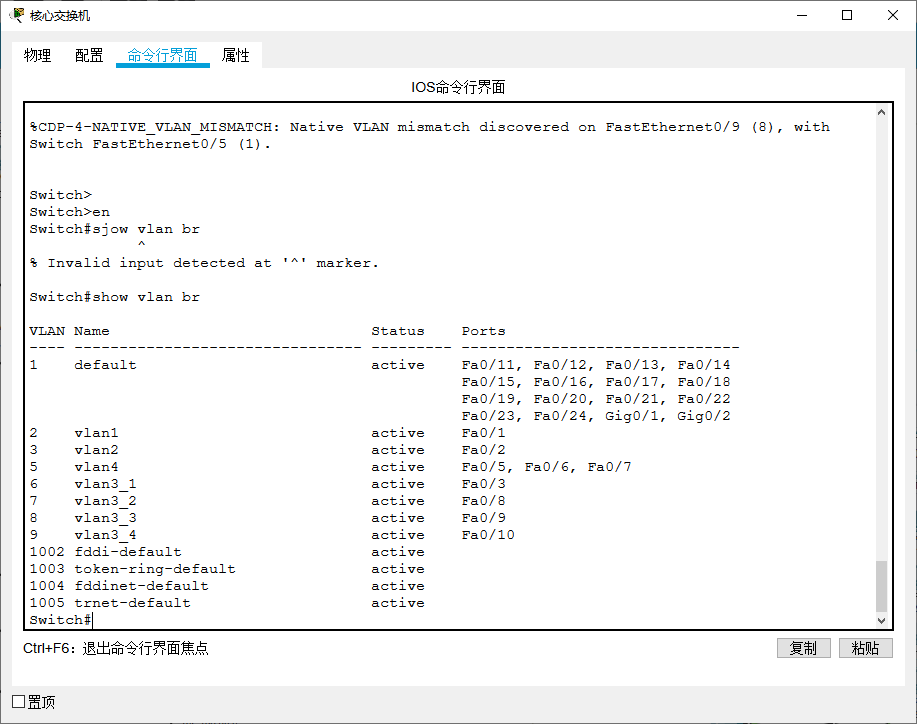 核心交换机
物理 配置 命令行界面 属性
IOS命令行界面
%CDP-4-NATIVE_VLAN_MISMATCH: Native VLAN mismatch discovered on FastEthernet0/9 (8), with
Switch FastEthernet0/5 (1).
Switch>
Switch>en
Switch#sjow vlan br
^
% Invalid input detected at '^' marker.
Switch#show vlan br
VLAN Name Status Ports
---- -------------------------------- --------- -------------------------------
1 default active Fa0/11, Fa0/12, Fa0/13, Fa0/14
Fa0/15, Fa0/16, Fa0/17, Fa0/18
Fa0/19, Fa0/20, Fa0/21, Fa0/22
Fa0/23, Fa0/24, Gig0/1, Gig0/2
2 vlan1 active Fa0/1
3 vlan2 active Fa0/2
5 vlan4 active Fa0/5, Fa0/6, Fa0/7
6 vlan3_1 active Fa0/3
7 vlan3_2 active Fa0/8
8 vlan3_3 active Fa0/9
9 vlan3_4 active Fa0/10
1002 fddi-default active
1003 token-ring-default active
1004 fddinet-default active
1005 trnet-default active
Switch#
Ctrl+F6: 退出命令行界面焦点 复制 粘贴
置顶